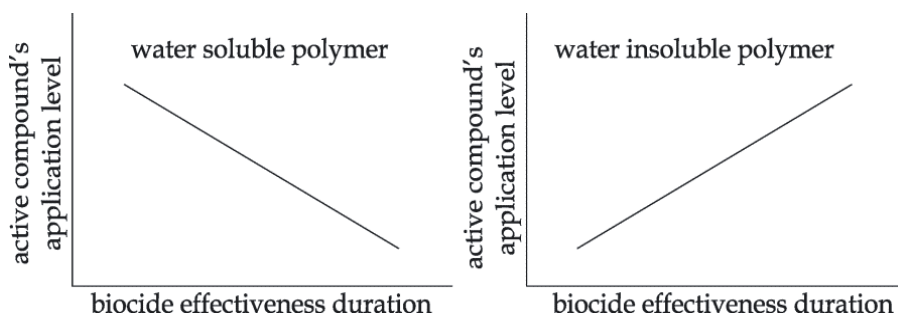 active compound's
application level
water soluble polymer
biocide effectiveness duration
active compound's
application level
water insoluble polymer
biocide effectiveness duration